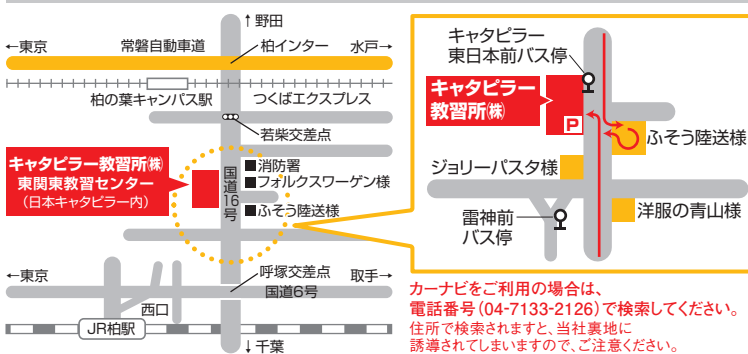 ↑野田
←東京
常磐自動車道
柏インター
水戸→
柏の葉キャンパス駅
つくばエクスプレス
若柴交差点
キャタピラー教習所㈱
東関東教習センター
(日本キャタピラー内)
国道16号
■消防署
■フォルクスワーゲン様
■ふそう陸送様
←東京
呼塚交差点
取手→
国道6号
西口
JR柏駅
↓千葉
キャタピラー
東日本前バス停
キャタピラー
教習所㈱
P
ふそう陸送様
ジョリーパスタ様
雷神前
バス停
洋服の青山様
カーナビをご利用の場合は、
電話番号(04-7133-2126)で検索してください。
住所で検索されますと、当社裏地に
誘導されてしまいますので、ご注意ください。